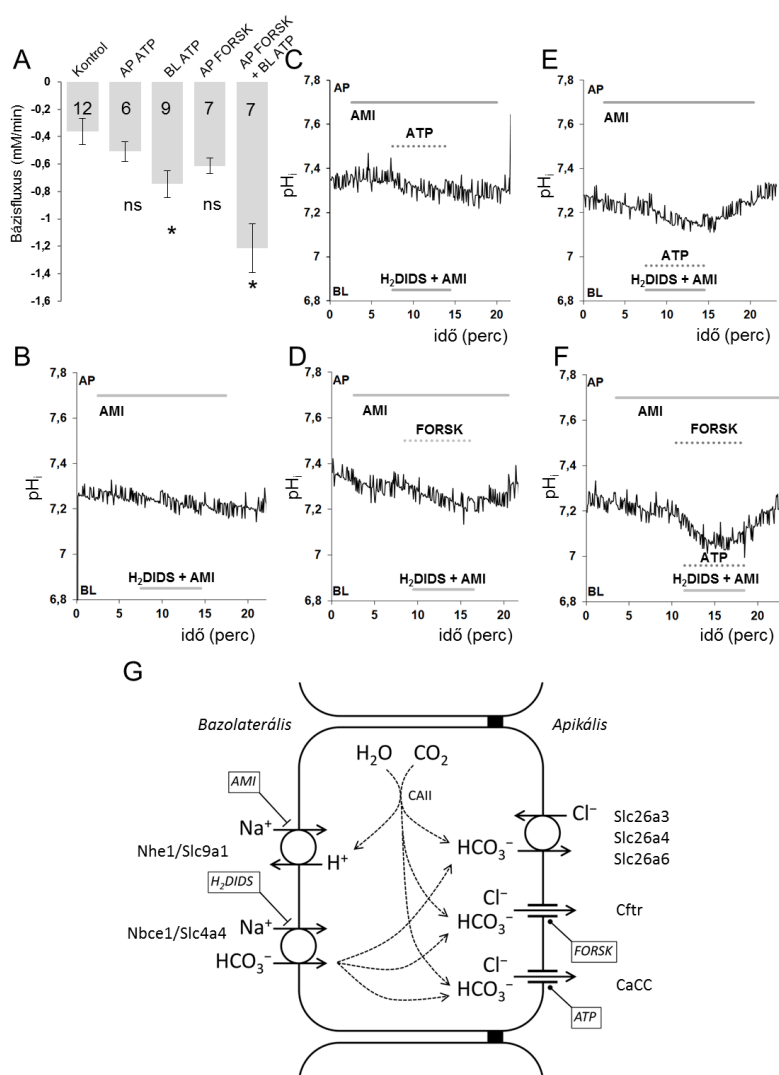 A
Kontrol
AP ATP
BL ATP
AP FORSK
AP FORSK
+ BL ATP
0
-0,2
-0,4
-0,6
-0,8
-1
-1,2
-1,4
-1,6
Bázisfluxus (mM/min)
12
6
9
7
7
ns
*
ns
*
C
7,8
7,6
7,4
7,2
7
6,8
pHi
AP
AMI
ATP
H2DIDS + AMI
BL
0 5 10 15 20
idő (perc)
E
7,8
7,6
7,4
7,2
7
6,8
pHi
AP
AMI
ATP
H2DIDS + AMI
BL
0 5 10 15 20
idő (perc)
B
7,8
7,6
7,4
7,2
7
6,8
pHi
AP
AMI
H2DIDS + AMI
BL
0 5 10 15 20
idő (perc)
D
7,8
7,6
7,4
7,2
7
6,8
pHi
AP
AMI
FORSK
H2DIDS + AMI
BL
0 5 10 15 20
idő (perc)
F
7,8
7,6
7,4
7,2
7
6,8
pHi
AP
AMI
FORSK
ATP
H2DIDS + AMI
BL
0 5 10 15 20
idő (perc)
G
Bazolaterális
Apikális
H2O CO2
CAII
AMI
Na+
H+
Nhe1/Slc9a1
H2DIDS
Na+
Nbce1/Slc4a4
HCO3−
Cl−
HCO3−
Slc26a3
Slc26a4
Slc26a6
Cl−
HCO3−
Cftr
FORSK
Cl−
HCO3−
CaCC
ATP